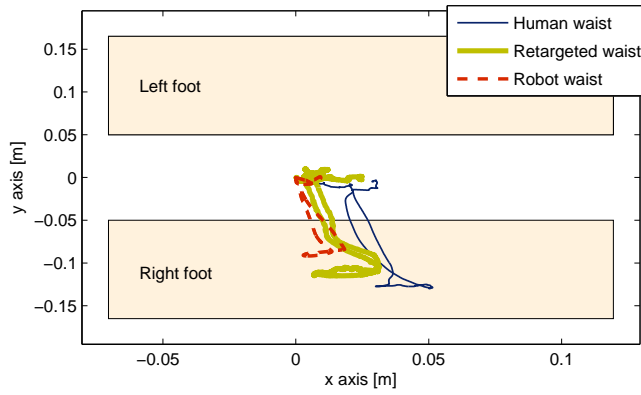 Human waist
Retargeted waist
Robot waist
0.15
0.1
0.05
0
−0.05
−0.1
−0.15
y axis [m]
Left foot
Right foot
−0.05
0
0.05
0.1
x axis [m]